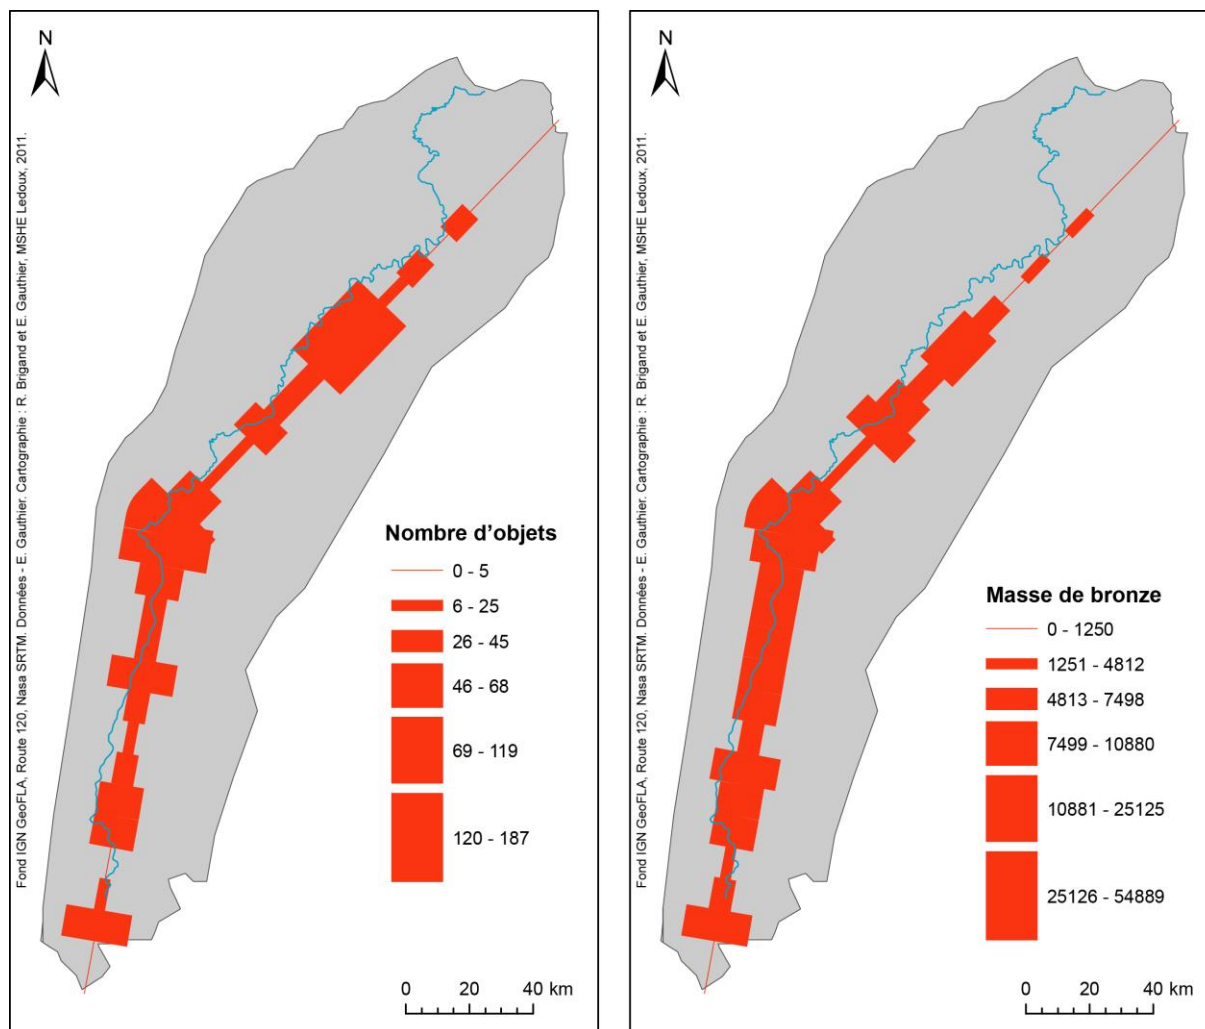 N
Fond IGN GeoFLA, Route 120, Nasa SRTM. Données - E. Gauthier. Cartographie : R. Brigand et E. Gauthier, MSHE Ledoux, 2011.
Nombre d'objets
0 - 5
6 - 25
26 - 45
46 - 68
69 - 119
120 - 187
0 20 40 km
N
Fond IGN GeoFLA, Route 120, Nasa SRTM. Données - E. Gauthier. Cartographie : R. Brigand et E. Gauthier, MSHE Ledoux, 2011.
Masse de bronze
0 - 1250
1251 - 4812
4813 - 7498
7499 - 10880
10881 - 25125
25126 - 54889
0 20 40 km